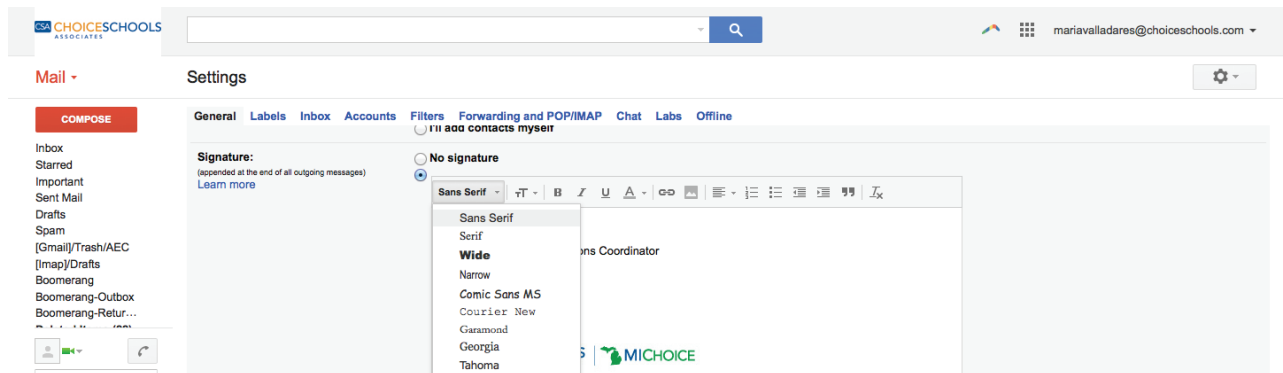 CSA CHOICESCHOOLS
ASSOCIATES
mariavalladares@choiceschools.com
Mail
Settings
COMPOSE
General Labels Inbox Accounts Filters Forwarding and POP/IMAP Chat Labs Offline
I'll add contacts myself
Inbox
Starred
Important
Sent Mail
Drafts
Spam
[Gmail]/Trash/AEC
[Imap]/Drafts
Boomerang
Boomerang-Outbox
Boomerang-Retur...
Signature:
(appended at the end of all outgoing messages)
Learn more
No signature
Sans Serif
Sans Serif
Serif
Wide
Narrow
Comic Sans MS
Courier New
Garamond
Georgia
Tahoma
Coordinator
MICHOICE